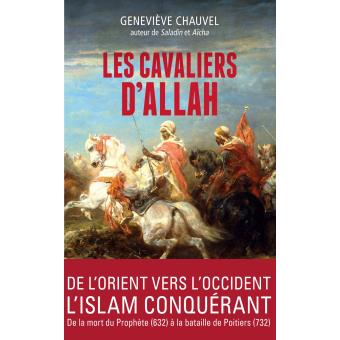 GENEVIÈVE CHAUVEL
auteur de Saladin et Aïcha
LES CAVALIERS
D'ALLAH
DE L'ORIENT VERS L'OCCIDENT
L'ISLAM CONQUÉRANT
De la mort du Prophète (632) à la bataille de Poitiers (732)